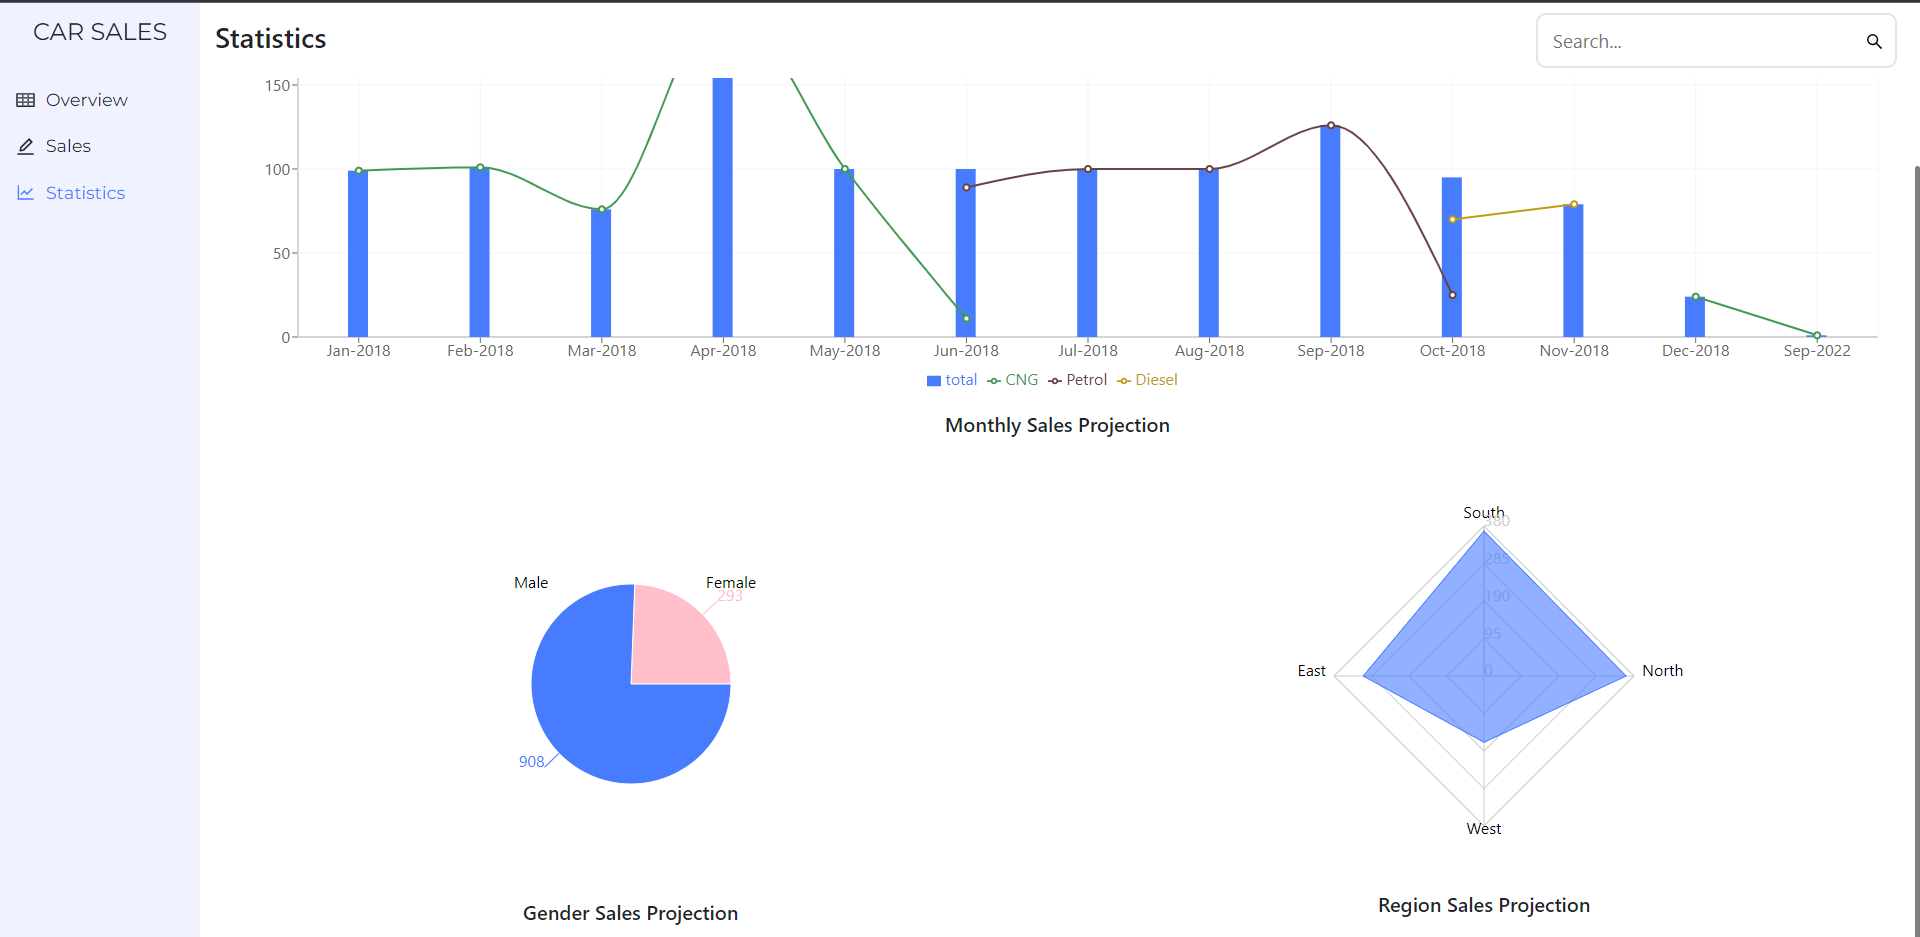 CAR SALES
Overview
Sales
Statistics
Statistics
Search...
150
100
50
0
Jan-2018 Feb-2018 Mar-2018 Apr-2018 May-2018 Jun-2018 Jul-2018 Aug-2018 Sep-2018 Oct-2018 Nov-2018 Dec-2018 Sep-2022
total CNG Petrol Diesel
Monthly Sales Projection
Male Female
293
908
Gender Sales Projection
South
380
285
190
95
East 0 North
West
Region Sales Projection